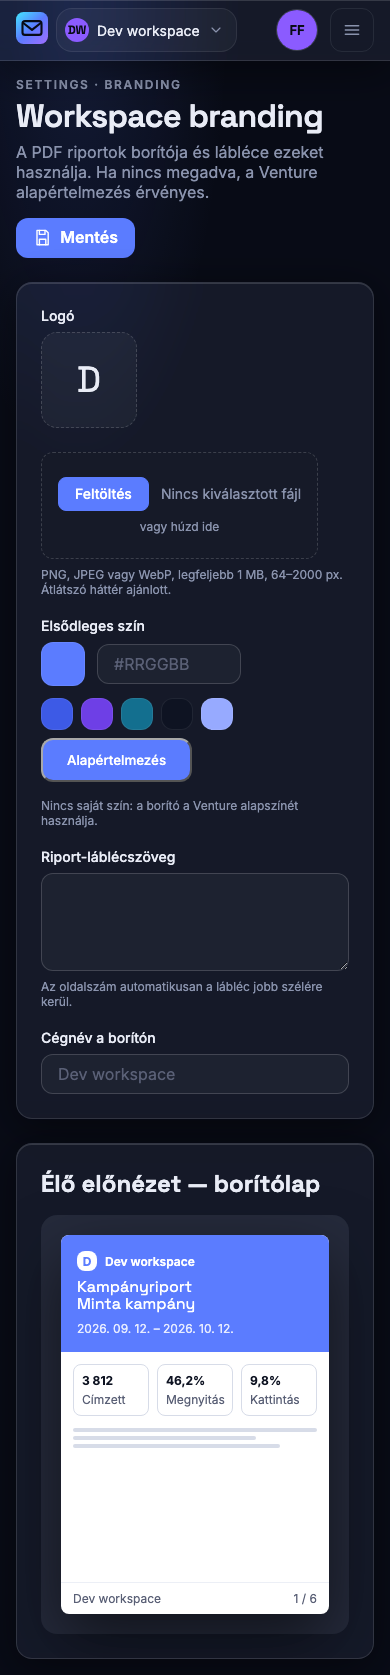 DW Dev workspace FF
SETTINGS · BRANDING
Workspace branding
A PDF riportok borítója és lábléce ezeket
használja. Ha nincs megadva, a Venture
alapértelmezés érvényes.
Mentés
Logó
D
Feltöltés Nincs kiválasztott fájl
vagy húzd ide
PNG, JPEG vagy WebP, legfeljebb 1 MB, 64–2000 px.
Átlátszó háttér ajánlott.
Elsődleges szín
#RRGGBB
Alapértelmezés
Nincs saját szín: a borító a Venture alapszínét
használja.
Riport-láblécszöveg
Az oldalszám automatikusan a lábléc jobb szélére
kerül.
Cégnév a borítón
Dev workspace
Élő előnézet — borítólap
D Dev workspace
Kampányriport
Minta kampány
2026. 09. 12. – 2026. 10. 12.
3 812 46,2% 9,8%
Címzett Megnyitás Kattintás
Dev workspace 1 / 6